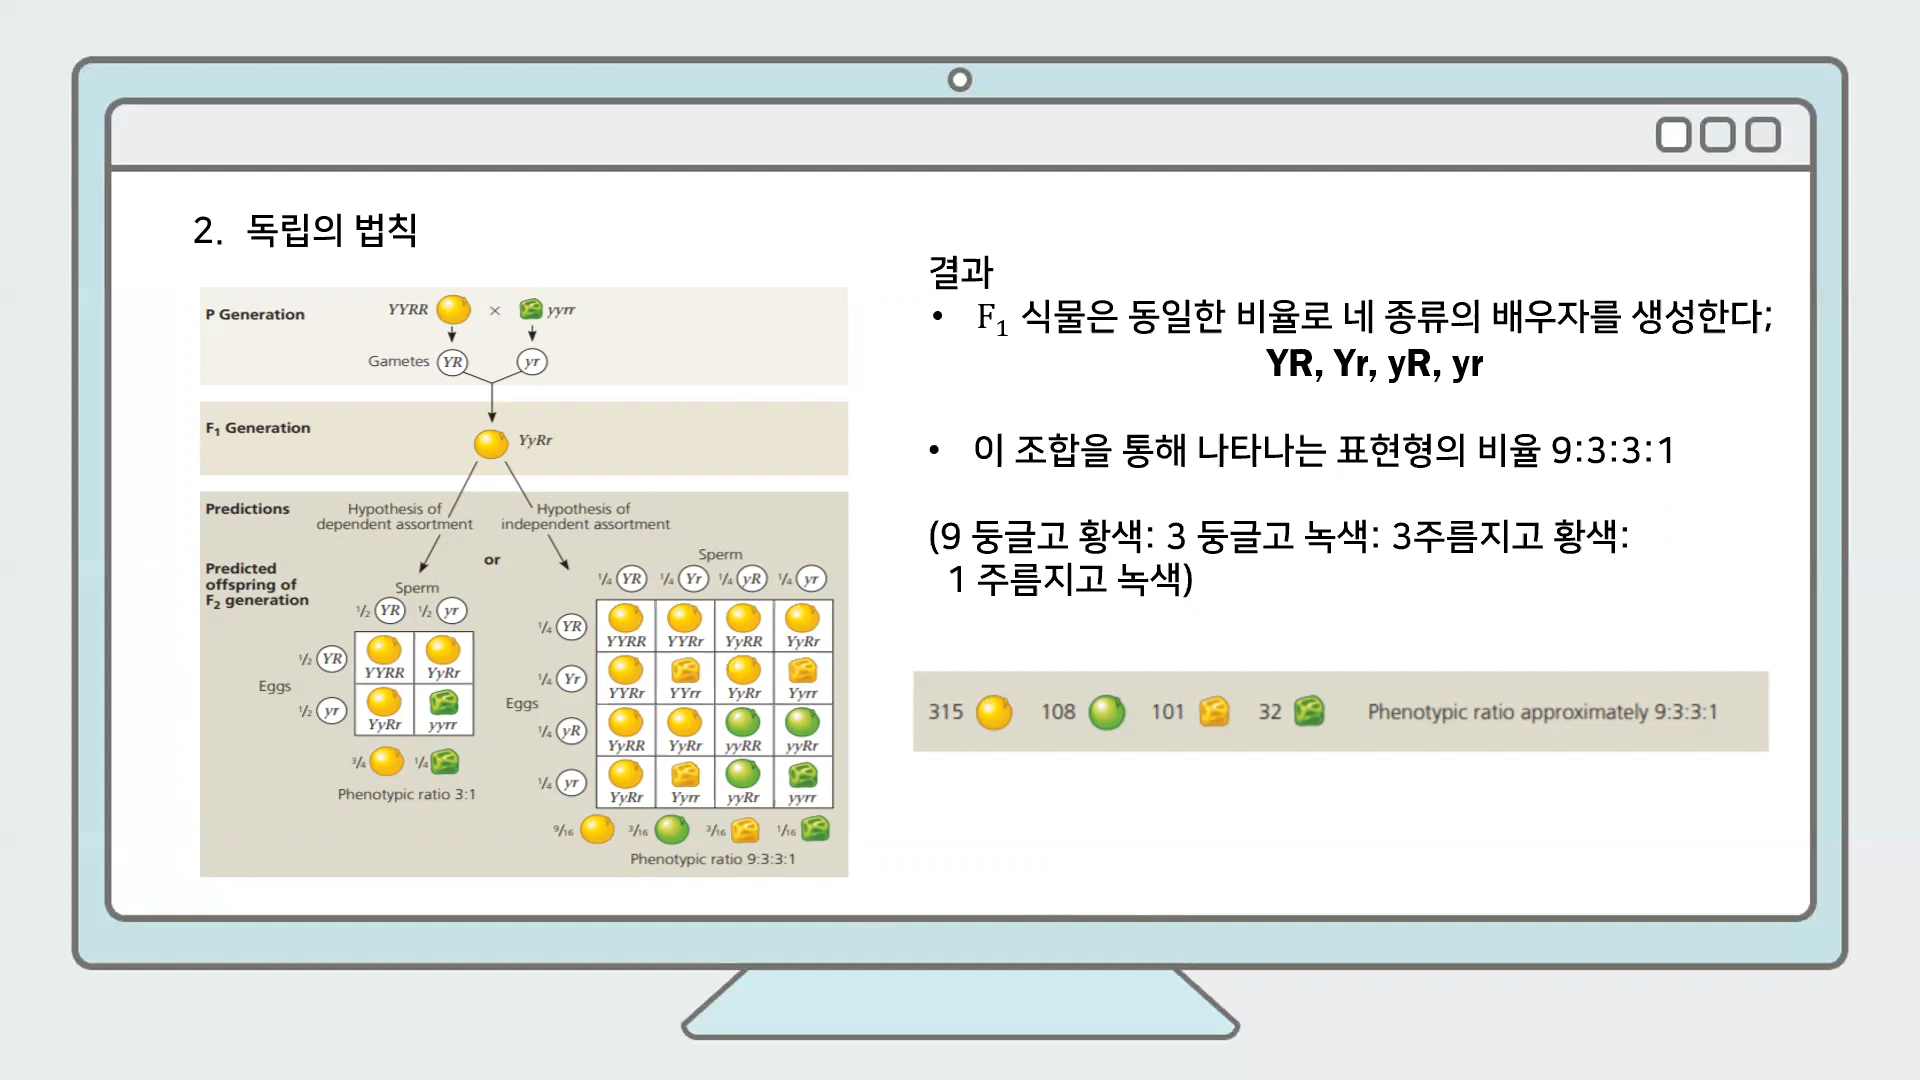 2. 독립의 법칙
P Generation
YYRR × yyrr
Gametes YR yr
F₁ Generation
YyRr
Predictions
Hypothesis of
dependent assortment
or
Hypothesis of
independent assortment
Predicted
offspring of
F₂ generation
Sperm
1/2 YR 1/2 yr
Eggs
1/2 YR
YYRR YyRr
1/2 yr
YyRr yyrr
3/4 1/4
Phenotypic ratio 3:1
Sperm
1/4 YR 1/4 Yr 1/4 yR 1/4 yr
Eggs
1/4 YR
YYRR YYRr YyRR YyRr
1/4 Yr
YYRr YYrr YyRr Yyrr
1/4 yR
YyRR YyRr yyRR yyRr
1/4 yr
YyRr Yyrr yyRr yyrr
9/16 3/16 3/16 1/16
Phenotypic ratio 9:3:3:1
결과
• F₁ 식물은 동일한 비율로 네 종류의 배우자를 생성한다;
YR, Yr, yR, yr
• 이 조합을 통해 나타나는 표현형의 비율 9:3:3:1
(9 둥글고 황색: 3 둥글고 녹색: 3주름지고 황색:
1 주름지고 녹색)
315 108 101 32 Phenotypic ratio approximately 9:3:3:1